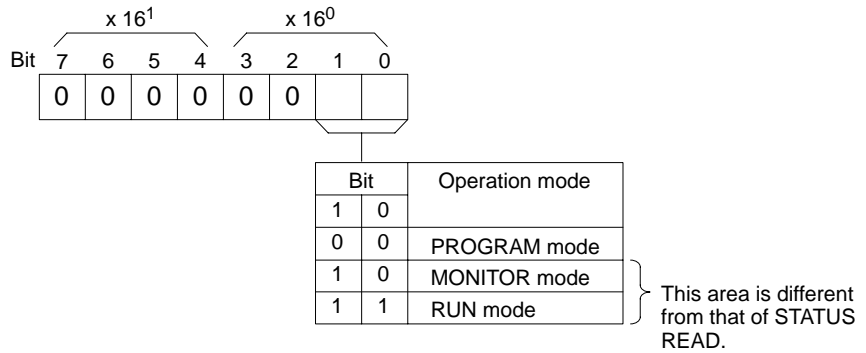 x 16¹ x 16⁰
Bit 7 6 5 4 3 2 1 0
0 0 0 0 0 0
Bit Operation mode
1 0
0 0 PROGRAM mode
1 0 MONITOR mode
1 1 RUN mode
This area is different
from that of STATUS
READ.